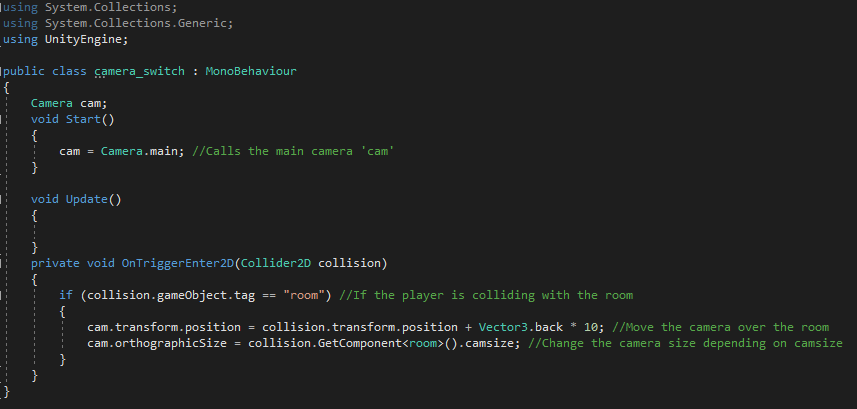 using System.Collections;
using System.Collections.Generic;
using UnityEngine;
public class camera_switch : MonoBehaviour
{
Camera cam;
void Start()
{
cam = Camera.main; //Calls the main camera 'cam'
}
void Update()
{
}
private void OnTriggerEnter2D(Collider2D collision)
{
if (collision.gameObject.tag == "room") //If the player is colliding with the room
{
cam.transform.position = collision.transform.position + Vector3.back * 10; //Move the camera over the room
cam.orthographicSize = collision.GetComponent<room>().camsize; //Change the camera size depending on camsize
}
}
}